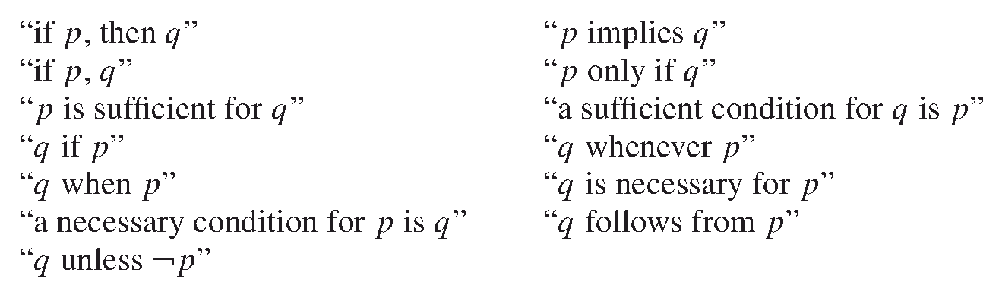 “if p, then q”
“if p, q”
“p is sufficient for q”
“q if p”
“q when p”
“a necessary condition for p is q”
“q unless ¬p”
“p implies q”
“p only if q”
“a sufficient condition for q is p”
“q whenever p”
“q is necessary for p”
“q follows from p”